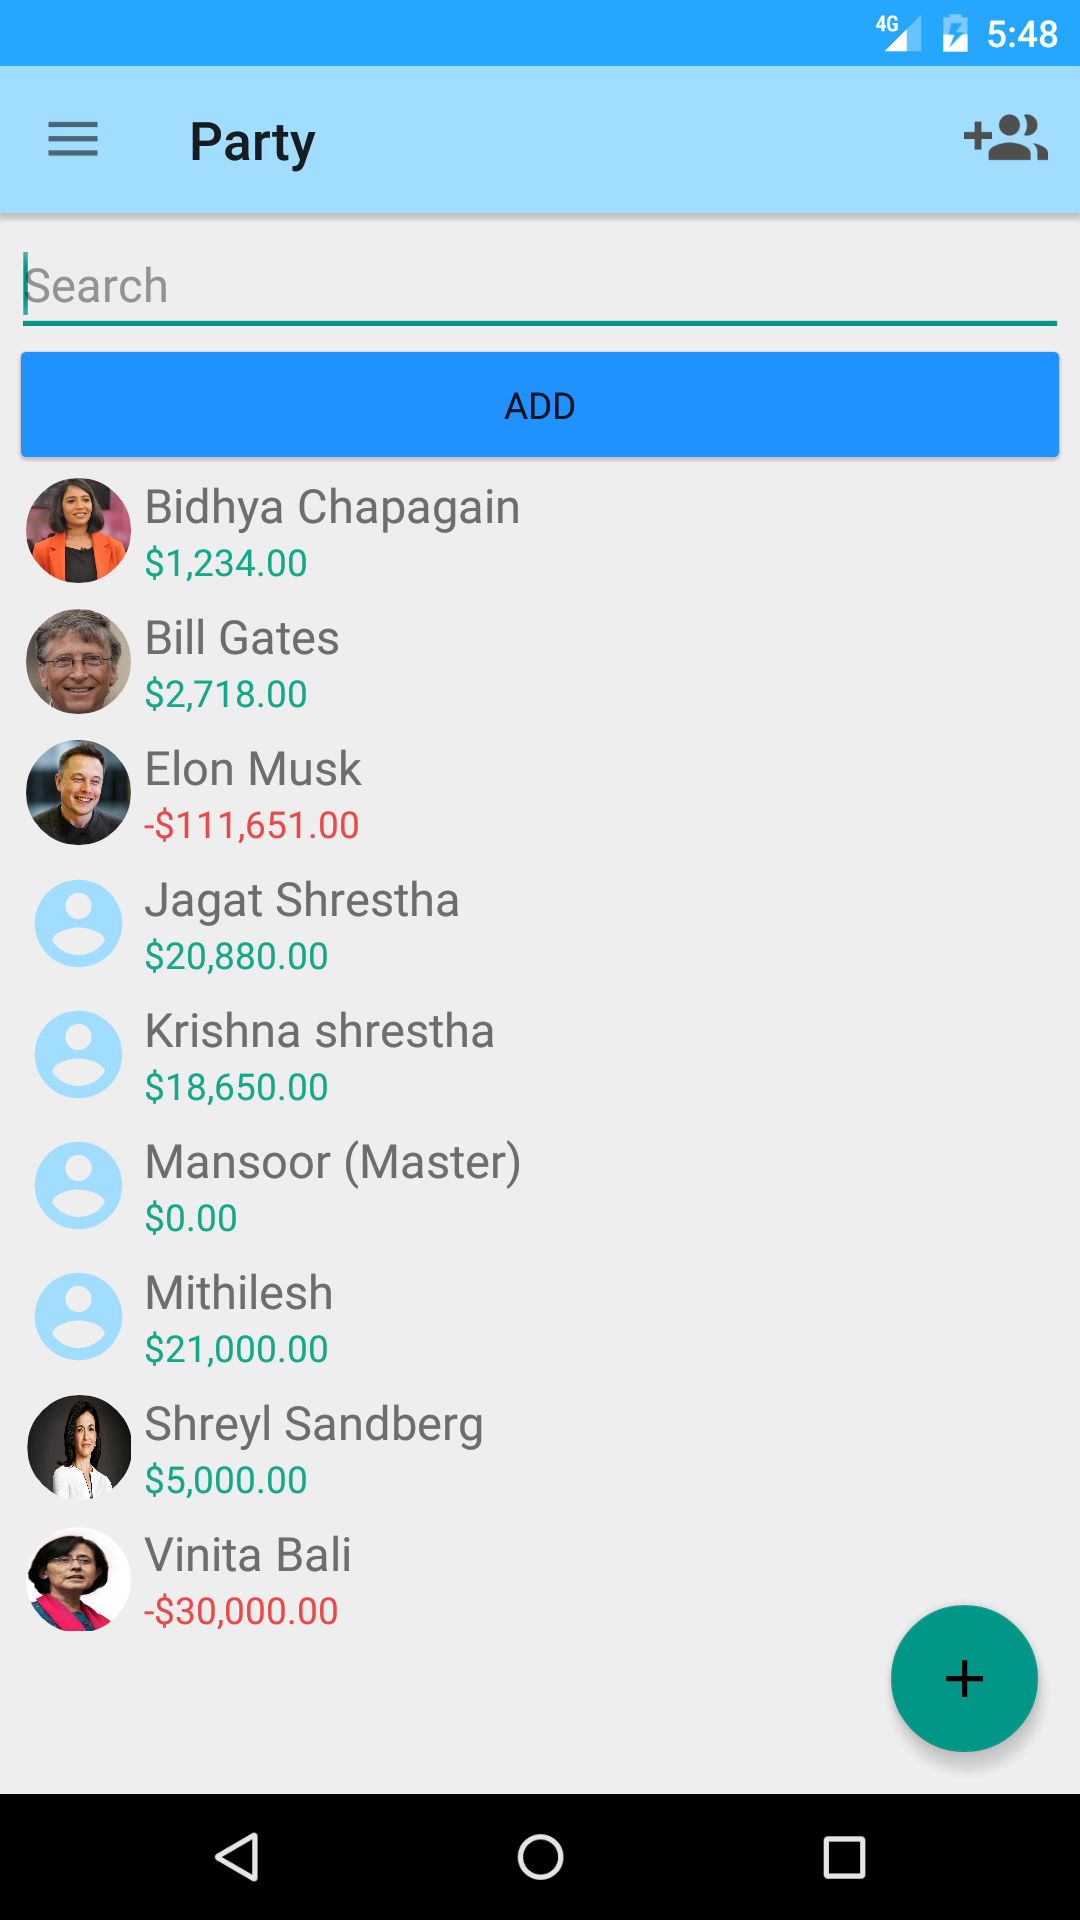 4G 5:48
Party
Search
ADD
Bidhya Chapagain
$1,234.00
Bill Gates
$2,718.00
Elon Musk
-$111,651.00
Jagat Shrestha
$20,880.00
Krishna shrestha
$18,650.00
Mansoor (Master)
$0.00
Mithilesh
$21,000.00
Shreyl Sandberg
$5,000.00
Vinita Bali
-$30,000.00